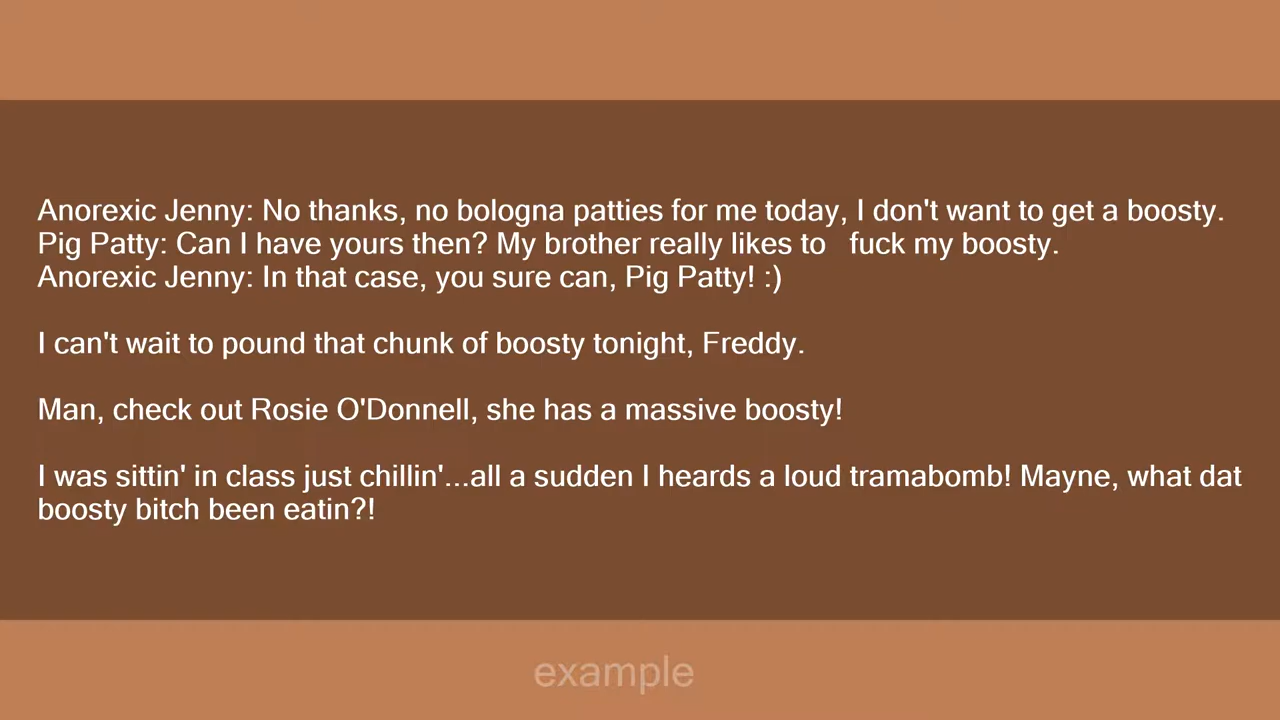 Anorexic Jenny: No thanks, no bologna patties for me today, I don't want to get a boosty.
Pig Patty: Can I have yours then? My brother really likes to   fuck my boosty.
Anorexic Jenny: In that case, you sure can, Pig Patty! :)
I can't wait to pound that chunk of boosty tonight, Freddy.
Man, check out Rosie O'Donnell, she has a massive boosty!
I was sittin' in class just chillin'...all a sudden I heards a loud tramabomb! Mayne, what dat
boosty bitch been eatin?!
example